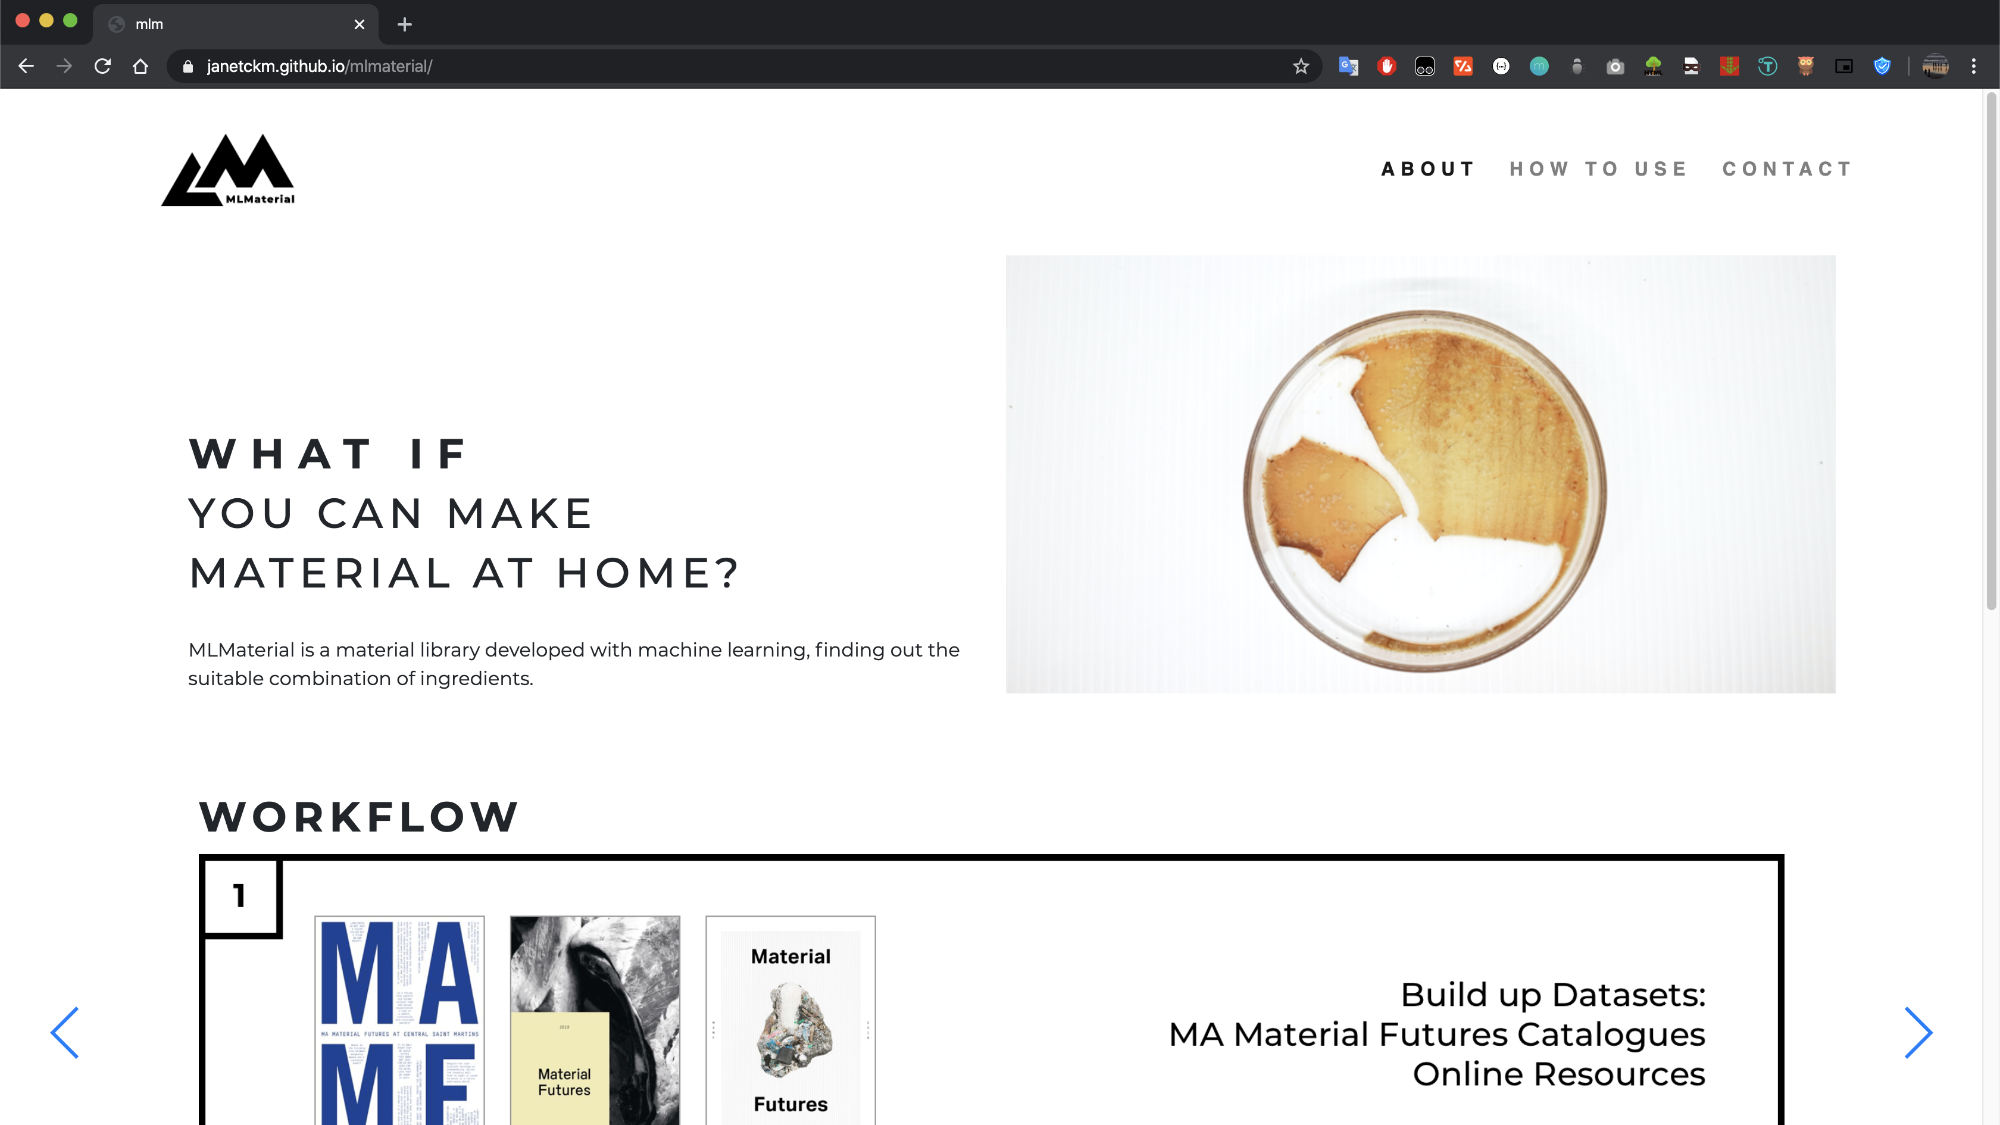 mlm
janetckm.github.io/mlmaterial/
MLMaterial
ABOUT
HOW TO USE
CONTACT
WHAT IF
YOU CAN MAKE
MATERIAL AT HOME?
MLMaterial is a material library developed with machine learning, finding out the
suitable combination of ingredients.
WORKFLOW
1
MA
MA MATERIAL FUTURES AT CENTRAL SAINT MARTINS
MF
2019
Material
Futures
Material
Futures
Build up Datasets:
MA Material Futures Catalogues
Online Resources